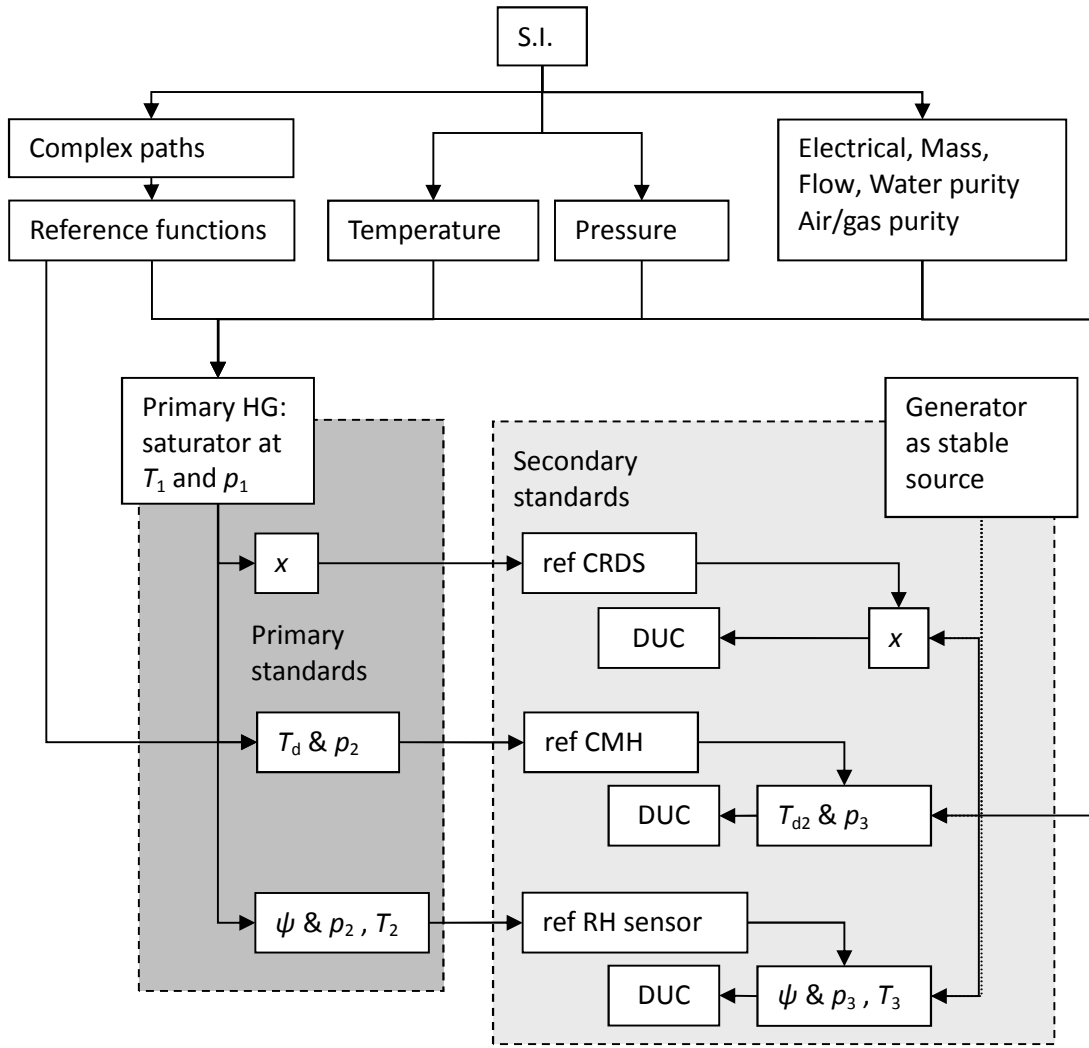 S.I.
Complex paths
Reference functions
Temperature
Pressure
Electrical, Mass,
Flow, Water purity
Air/gas purity
Primary HG:
saturator at
T1 and p1
Generator
as stable
source
Secondary
standards
x
ref CRDS
DUC
x
Primary
standards
Td & p2
ref CMH
DUC
Td2 & p3
ψ & p2 , T2
ref RH sensor
DUC
ψ & p3 , T3